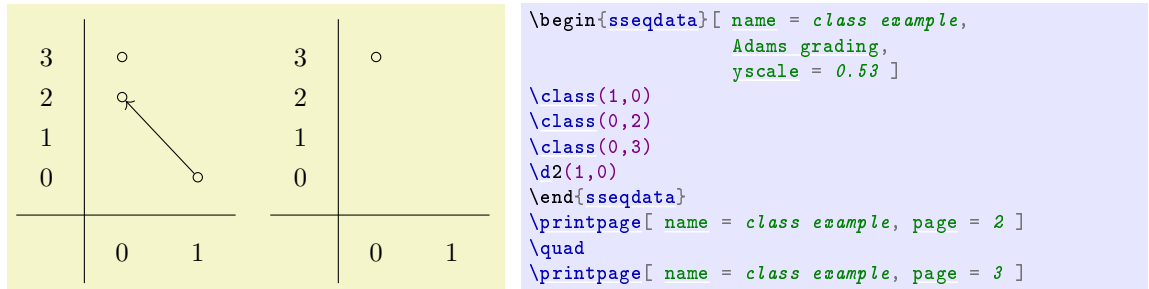 3 3
2 2
1 1
0 0
0 1 0 1
\begin{sseqdata}[ name = class example,
Adams grading,
yscale = 0.53 ]
\class(1,0)
\class(0,2)
\class(0,3)
\d2(1,0)
\end{sseqdata}
\printpage[ name = class example, page = 2 ]
\quad
\printpage[ name = class example, page = 3 ]